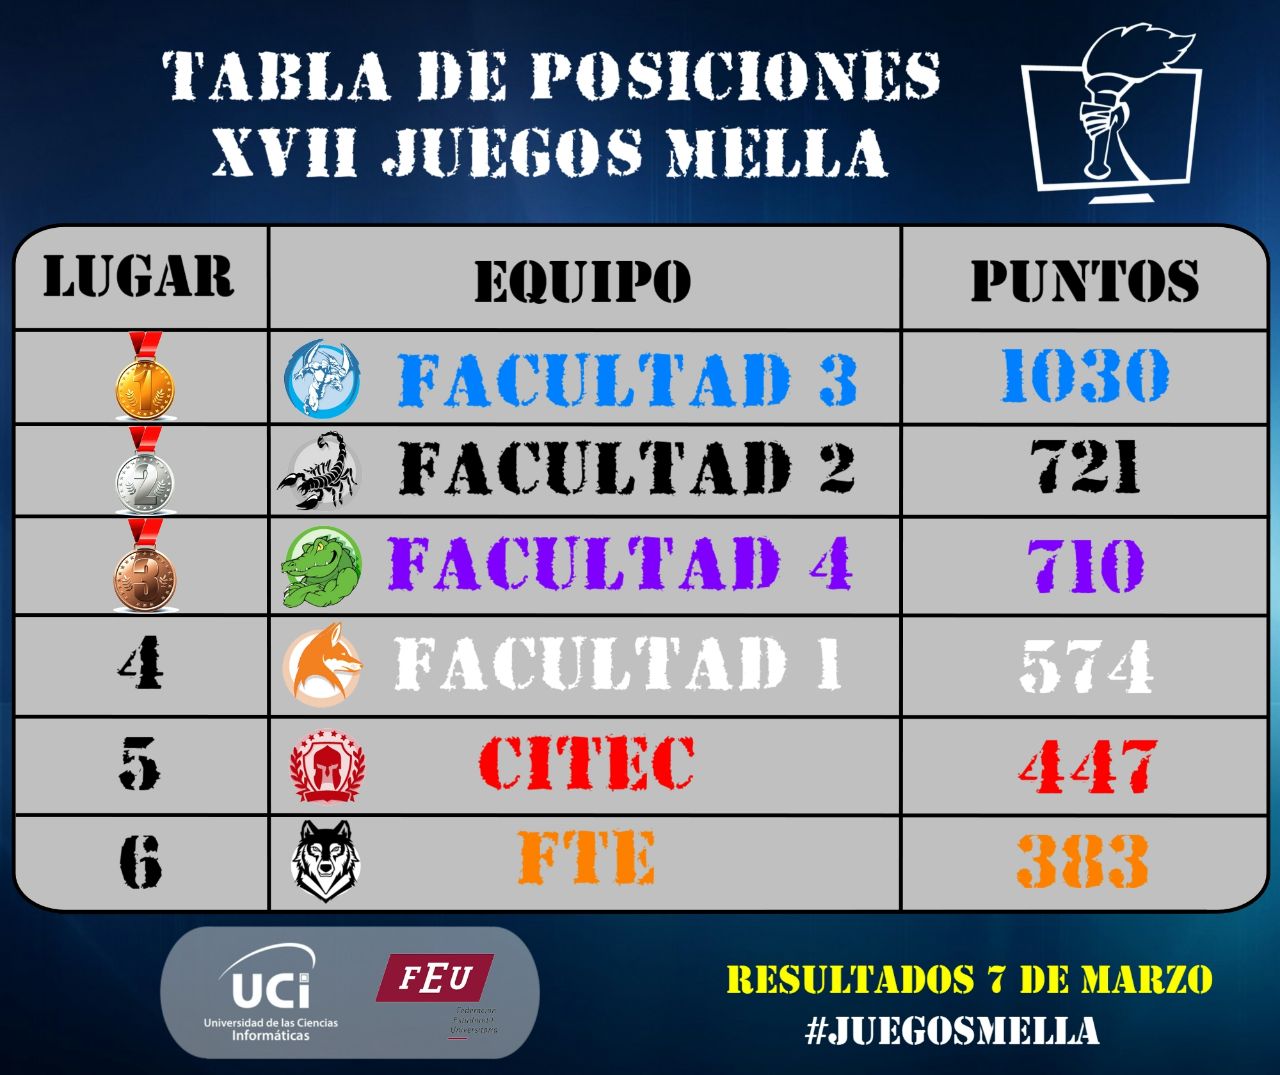 TABLA DE POSICIONES
XVII JUEGOS MELLA
LUGAR EQUIPO PUNTOS
1 FACULTAD 3 1030
2 FACULTAD 2 721
3 FACULTAD 4 710
4 FACULTAD 1 574
5 CITEC 447
6 FTE 383
UCi
Universidad de las Ciencias
Informáticas
FEU
Federación
Estudiantil
Universitaria
RESULTADOS 7 DE MARZO
#JUEGOSMELLA